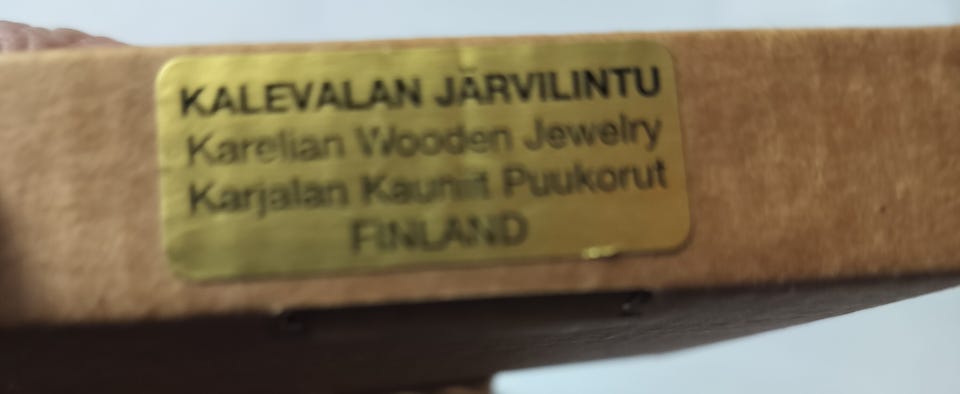 KALEVALAN JÄRVILINTU
Karelian Wooden Jewelry
Karjalan Kauniit Puukorut
FINLAND